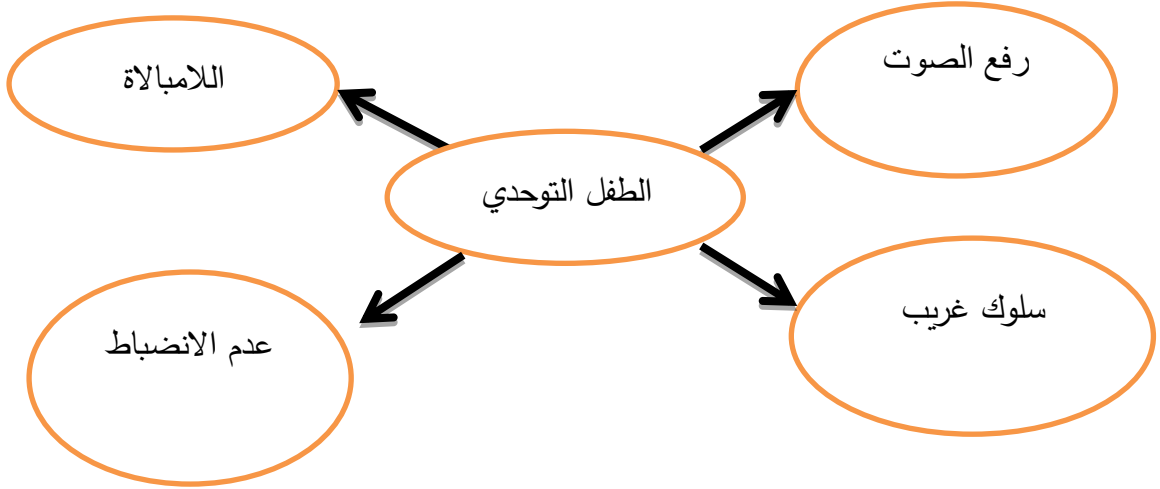 رفع الصوت
اللامبالاة
الطفل التوحدي
سلوك غريب
عدم الانضباط